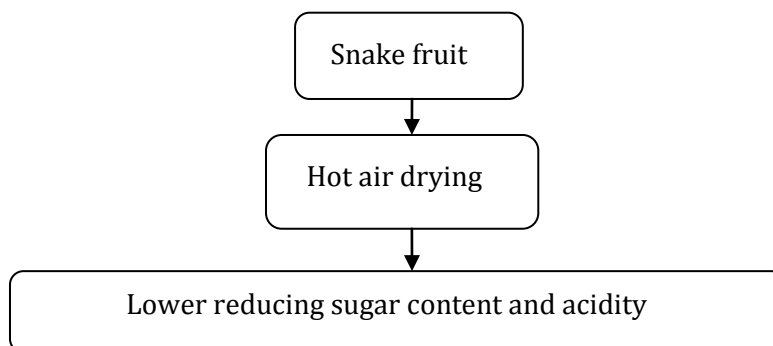 Snake fruit
Hot air drying
Lower reducing sugar content and acidity